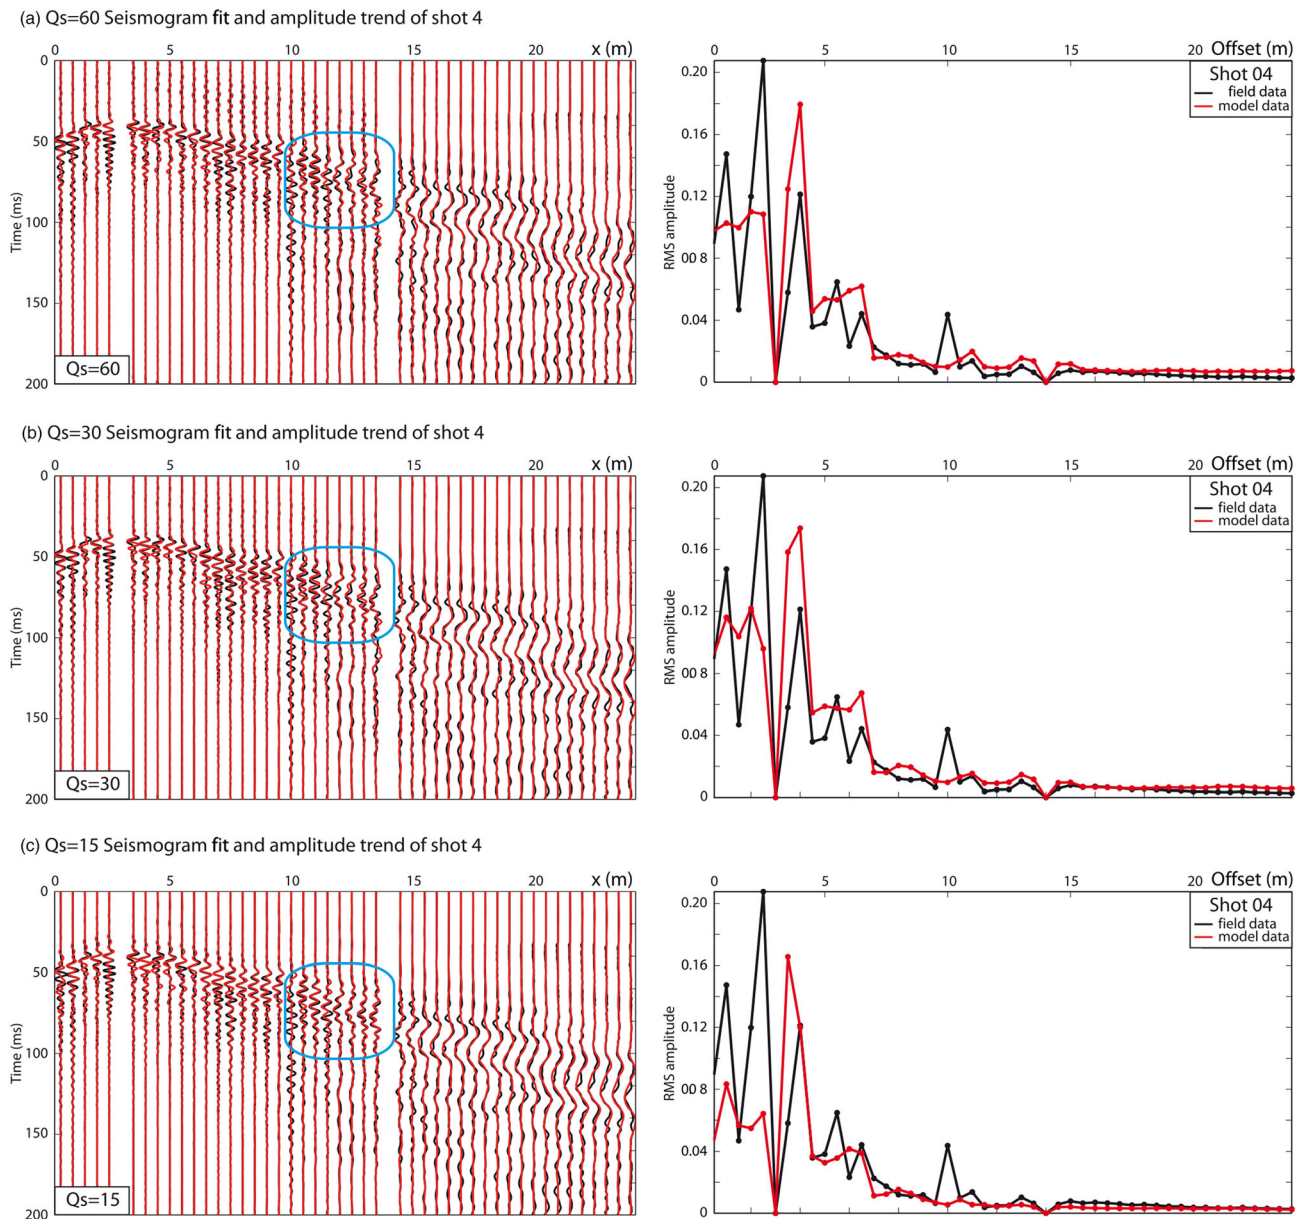 (a) Qs=60 Seismogram fit and amplitude trend of shot 4
0 5 10 15 20 x (m)
0
50
100
150
200
Time (ms)
Qs=60
0 5 10 15 20 Offset (m)
0.20
0.16
0.12
00.8
0.04
0
RMS amplitude
Shot 04
field data
model data
(b) Qs=30 Seismogram fit and amplitude trend of shot 4
0 5 10 15 20 x (m)
0
50
100
150
200
Time (ms)
Qs=30
0 5 10 15 20 Offset (m)
0.20
0.16
0.12
00.8
0.04
0
RMS amplitude
Shot 04
field data
model data
(c) Qs=15 Seismogram fit and amplitude trend of shot 4
0 5 10 15 20 x (m)
0
50
100
150
200
Time (ms)
Qs=15
0 5 10 15 20 Offset (m)
0.20
0.16
0.12
00.8
0.04
0
RMS amplitude
Shot 04
field data
model data